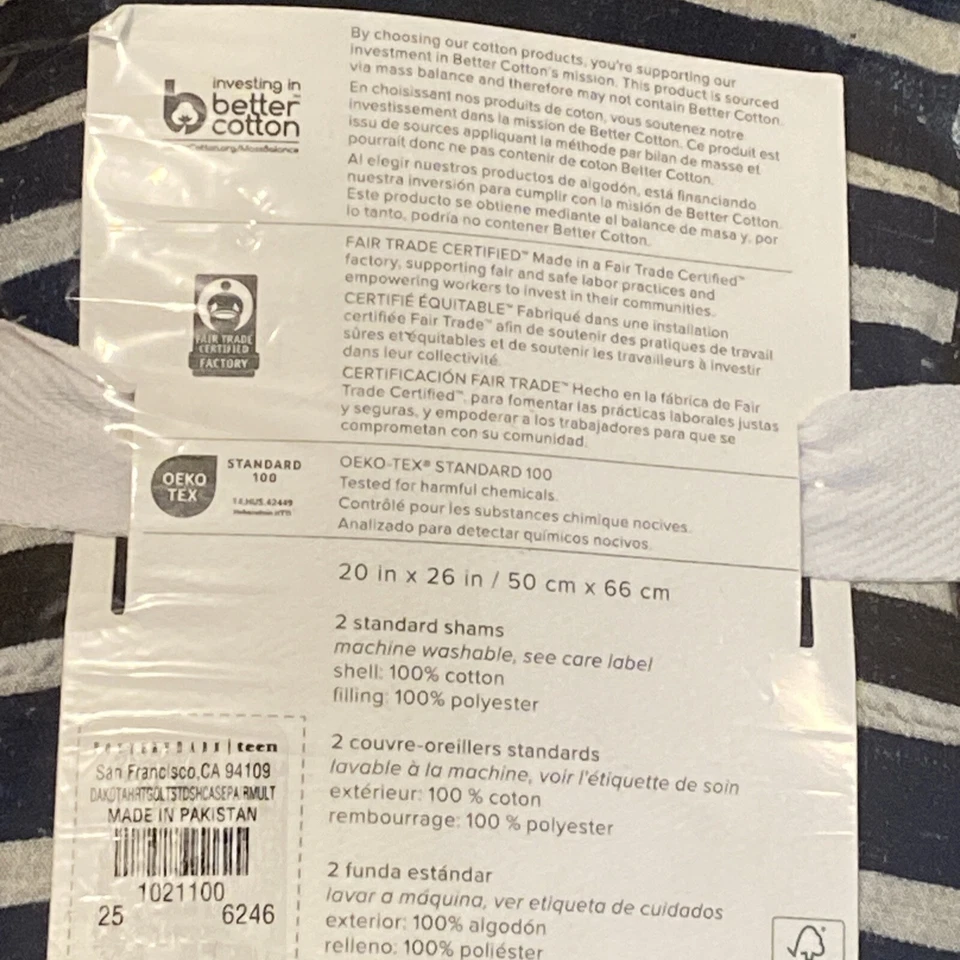 investing in
better
cotton
By choosing our cotton products, you're supporting our
investment in Better Cotton's mission. This product is sourced
via mass balance and therefore may not contain Better Cotton.
En choisissant nos produits de coton, vous soutenez notre
investissement dans la mission de Better Cotton. Ce produit est
issu de sources appliquant la méthode par bilan de masse et
pourrait donc ne pas contenir de coton Better Cotton.
Al elegir nuestros productos de algodón, está financiando
nuestra inversión para cumplir con la misión de Better Cotton.
Este producto se obtiene mediante el balance de masa y, por
lo tanto, podría no contener Better Cotton.
FAIR TRADE
CERTIFIED
FACTORY
FAIR TRADE CERTIFIED™ Made in a Fair Trade Certified™
factory, supporting fair and safe labor practices and
empowering workers to invest in their communities.
CERTIFIÉ ÉQUITABLE™ Fabriqué dans une installation
certifiée Fair Trade™ afin de soutenir des pratiques de travail
sûres et équitables et de soutenir les travailleurs à investir
dans leur collectivité.
CERTIFICACIÓN FAIR TRADE™ Hecho en la fábrica de Fair
Trade Certified™, para fomentar las prácticas laborales justas
y seguras, y empoderar a los trabajadores para que se
comprometan con su comunidad.
OEKO
TEX
STANDARD
100
14.HUS.42449
OEKO-TEX® STANDARD 100
Tested for harmful chemicals.
Contrôlé pour les substances chimique nocives.
Analizado para detectar químicos nocivos.
20 in x 26 in / 50 cm x 66 cm
2 standard shams
machine washable, see care label
shell: 100% cotton
filling: 100% polyester
2 couvre-oreillers standards
lavable à la machine, voir l'étiquette de soin
extérieur: 100 % coton
rembourrage: 100 % polyester
2 funda estándar
lavar a máquina, ver etiqueta de cuidados
exterior: 100% algodón
relleno: 100% poliéster
teen
San Francisco,CA 94109
MADE IN PAKISTAN
1021100
25 6246